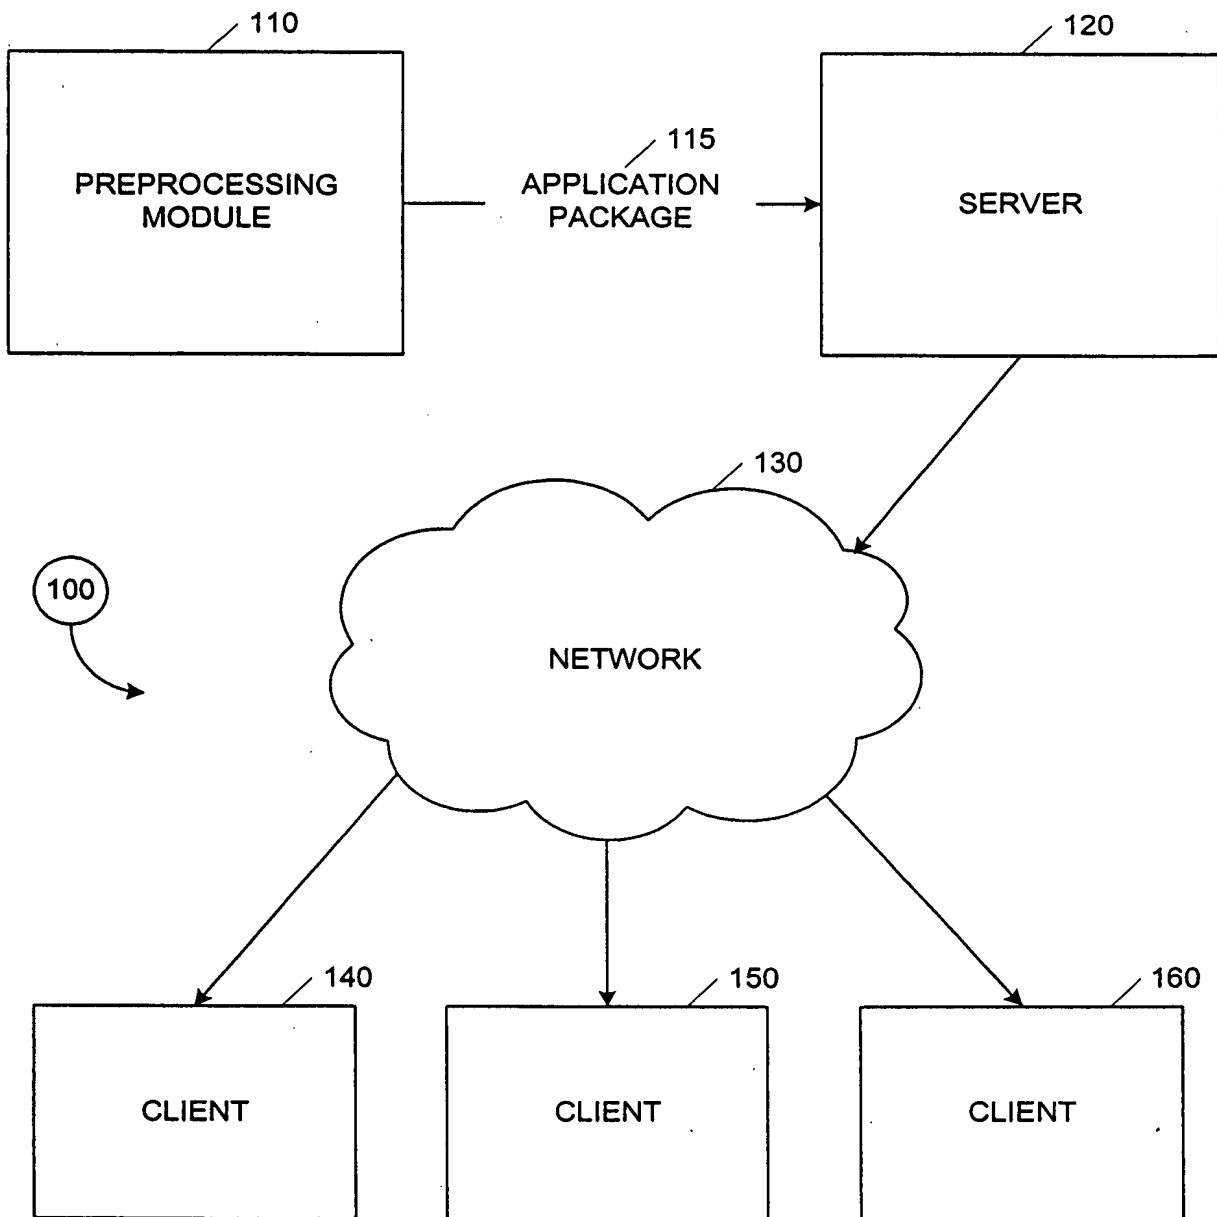 110
120
115
PREPROCESSING
MODULE
APPLICATION
PACKAGE
SERVER
130
100
NETWORK
140
150
160
CLIENT
CLIENT
CLIENT